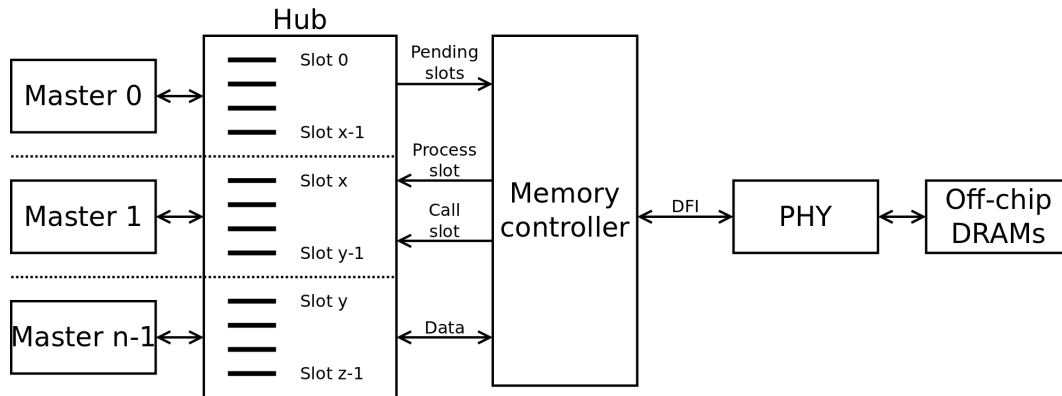 Hub
Slot 0
Pending
slots
Master 0
Slot x-1
Process
slot
Slot x
Master 1
Call
slot
Slot y-1
Memory
controller
DFI
PHY
Off-chip
DRAMs
Slot y
Data
Master n-1
Slot z-1